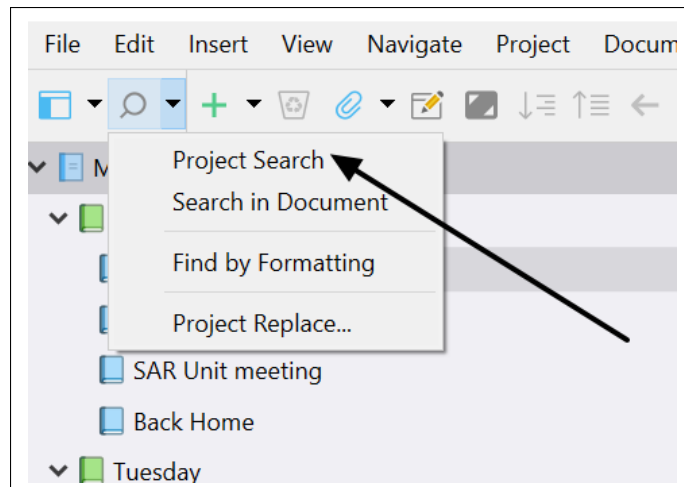 File Edit Insert View Navigate Project Docum
Project Search
M
Search in Document
Find by Formatting
Project Replace...
SAR Unit meeting
Back Home
Tuesday